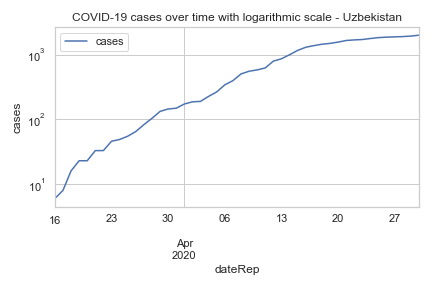 COVID-19 cases over time with logarithmic scale - Uzbekistan
cases
10³
10²
10¹
cases
16
23
30
06
13
20
27
Apr
2020
dateRep